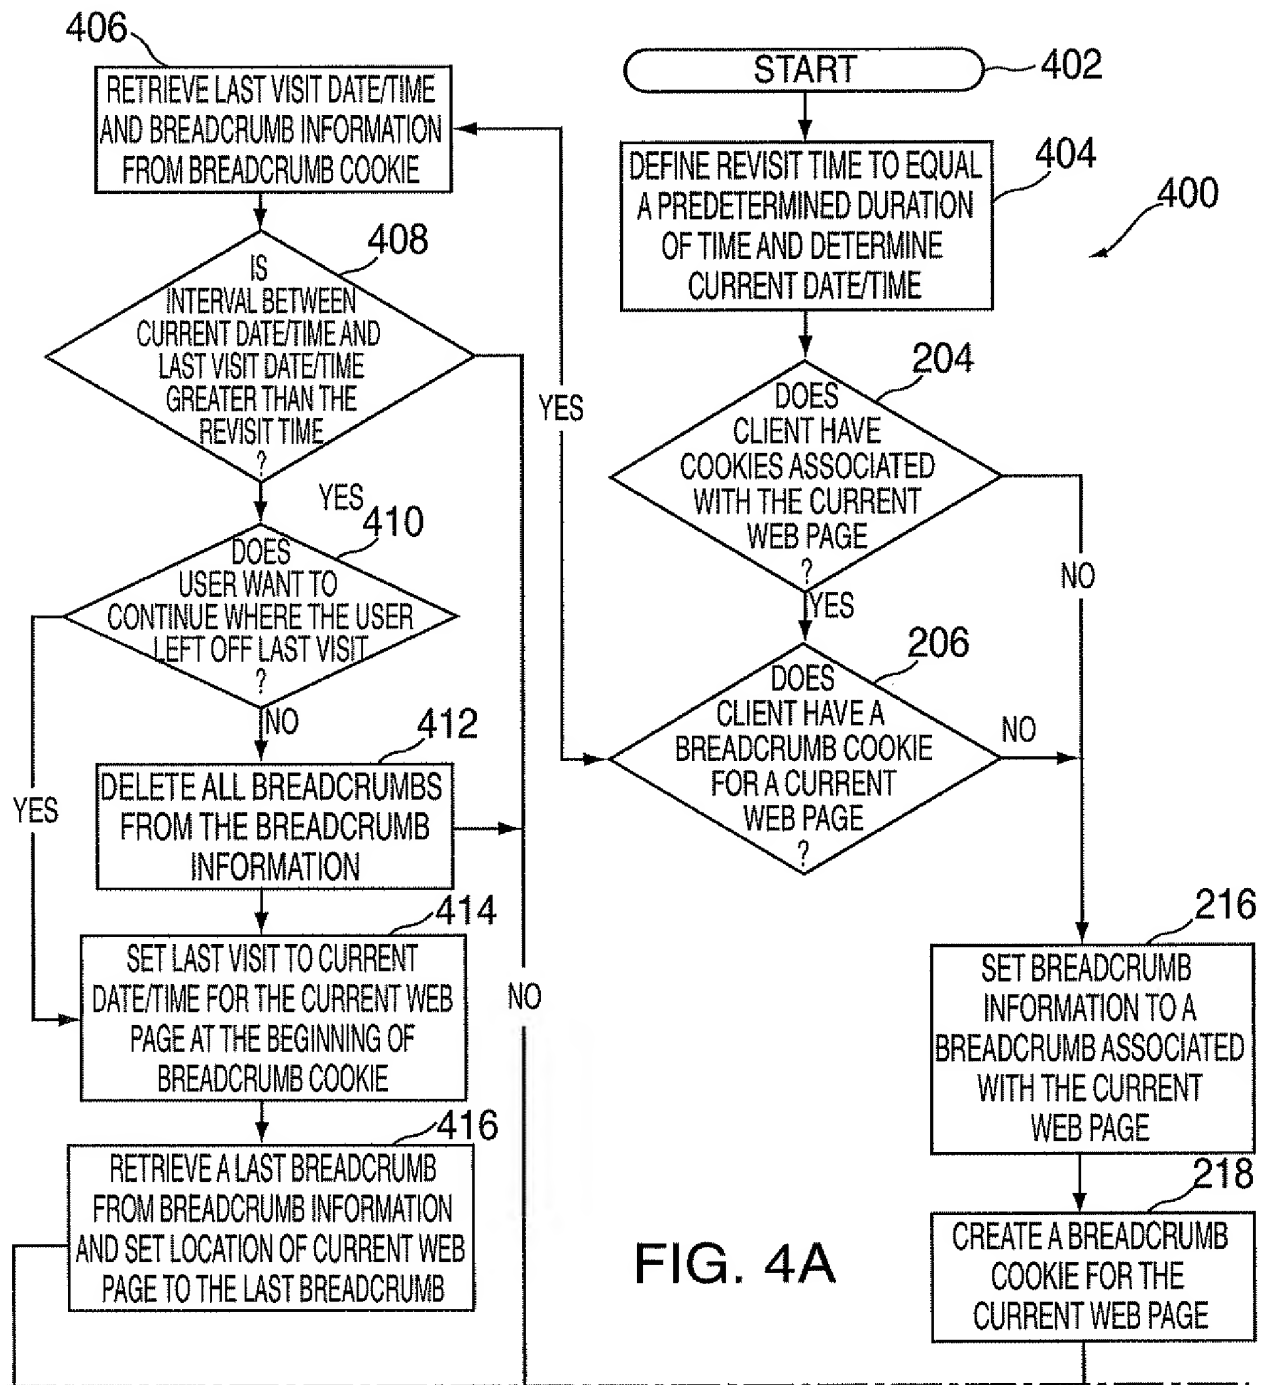 406
RETRIEVE LAST VISIT DATE/TIME
AND BREADCRUMB INFORMATION
FROM BREADCRUMB COOKIE
START
402
DEFINE REVISIT TIME TO EQUAL
A PREDETERMINED DURATION
OF TIME AND DETERMINE
CURRENT DATE/TIME
404
400
408
IS
INTERVAL BETWEEN
CURRENT DATE/TIME AND
LAST VISIT DATE/TIME
GREATER THAN THE
REVISIT TIME
?
YES
YES
204
DOES
CLIENT HAVE
COOKIES ASSOCIATED
WITH THE CURRENT
WEB PAGE
?
YES
NO
410
DOES
USER WANT TO
CONTINUE WHERE THE USER
LEFT OFF LAST VISIT
?
NO
YES
206
DOES
CLIENT HAVE A
BREADCRUMB COOKIE
FOR A CURRENT
WEB PAGE
?
NO
412
DELETE ALL BREADCRUMBS
FROM THE BREADCRUMB
INFORMATION
414
SET LAST VISIT TO CURRENT
DATE/TIME FOR THE CURRENT WEB
PAGE AT THE BEGINNING OF
BREADCRUMB COOKIE
NO
216
SET BREADCRUMB
INFORMATION TO A
BREADCRUMB ASSOCIATED
WITH THE CURRENT
WEB PAGE
416
RETRIEVE A LAST BREADCRUMB
FROM BREADCRUMB INFORMATION
AND SET LOCATION OF CURRENT WEB
PAGE TO THE LAST BREADCRUMB
218
CREATE A BREADCRUMB
COOKIE FOR THE
CURRENT WEB PAGE
FIG. 4A